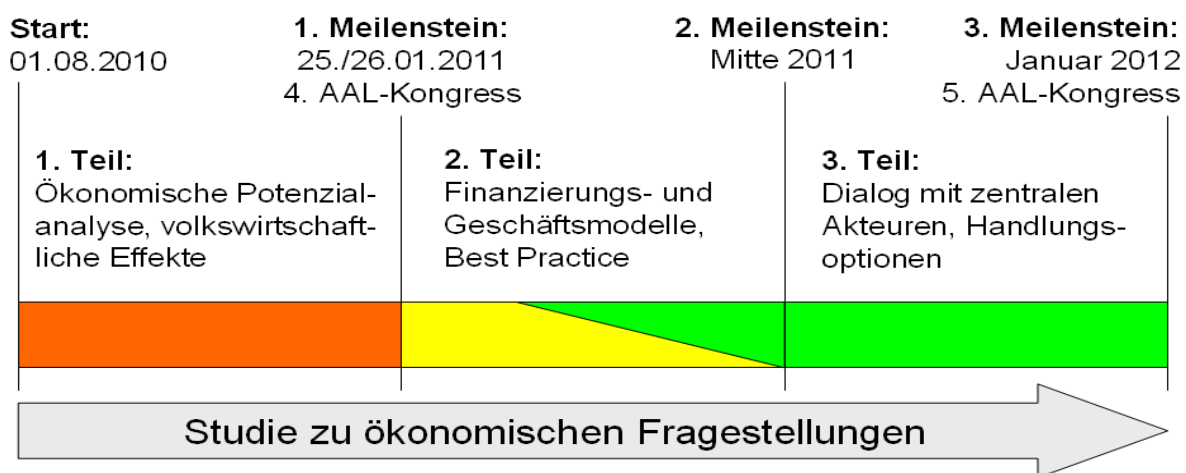 Start:
01.08.2010
1. Meilenstein:
25./26.01.2011
4. AAL-Kongress
2. Meilenstein:
Mitte 2011
3. Meilenstein:
Januar 2012
5. AAL-Kongress
1. Teil:
Ökonomische Potenzial-
analyse, volkswirtschaft-
liche Effekte
2. Teil:
Finanzierungs- und
Geschäftsmodelle,
Best Practice
3. Teil:
Dialog mit zentralen
Akteuren, Handlungs-
optionen
Studie zu ökonomischen Fragestellungen